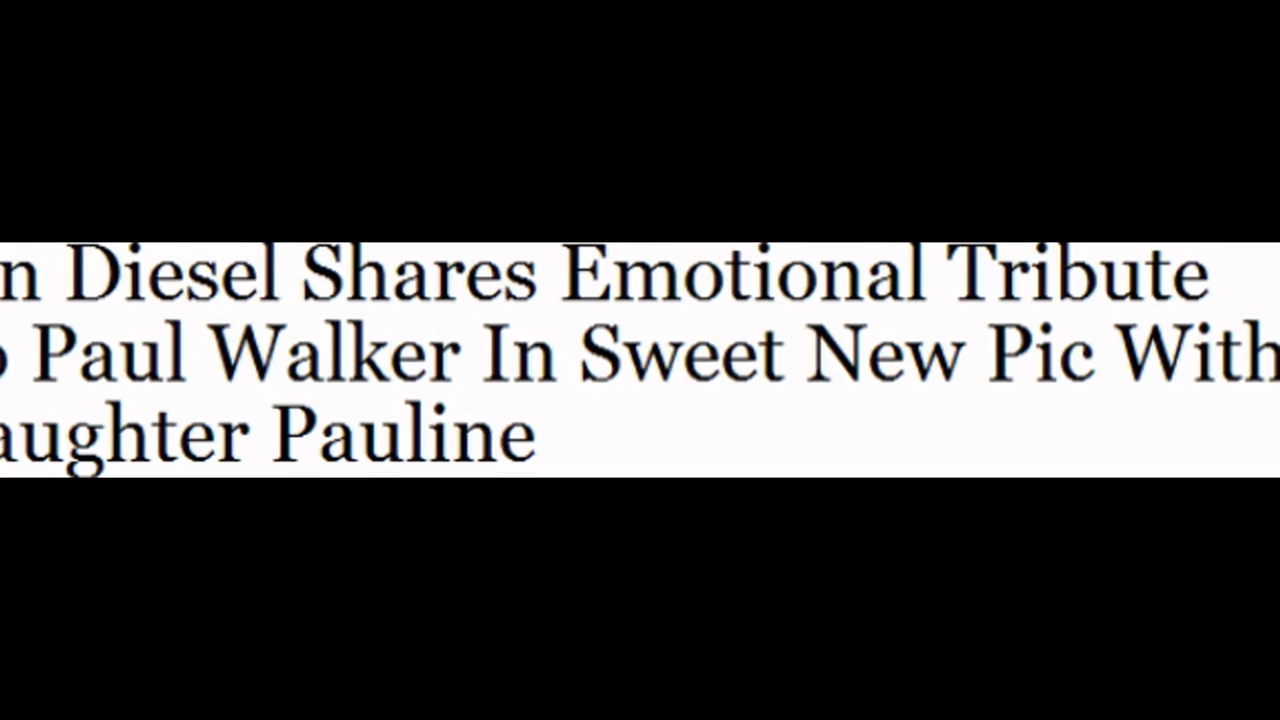 n Diesel Shares Emotional Tribute
o Paul Walker In Sweet New Pic With
aughter Pauline